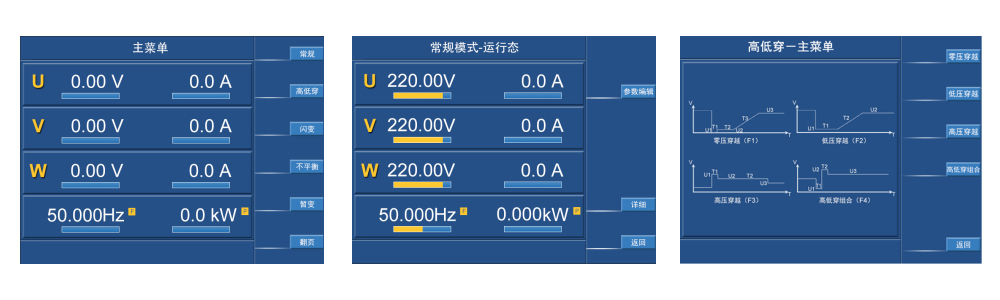 主菜单
常规
U 0.00 V 0.0 A
高低穿
V 0.00 V 0.0 A
闪变
W 0.00 V 0.0 A
不平衡
暂变
50.000Hz F 0.0 kW P
翻页
常规模式-运行态
U 220.00V 0.0 A
参数编辑
V 220.00V 0.0 A
W 220.00V 0.0 A
详细
50.000Hz F 0.000kW P
返回
高低穿－主菜单
零压穿越
低压穿越
高压穿越
高低穿组合
返回
V U1 T1 T2 U2 T3 U3 T
零压穿越（F1）
V U1 T1 T2 U2 T
低压穿越（F2）
V U1 T1 U2 T2 U3 T
高压穿越（F3）
V U1 T1 U2 T2 U3 T
高低穿组合（F4）